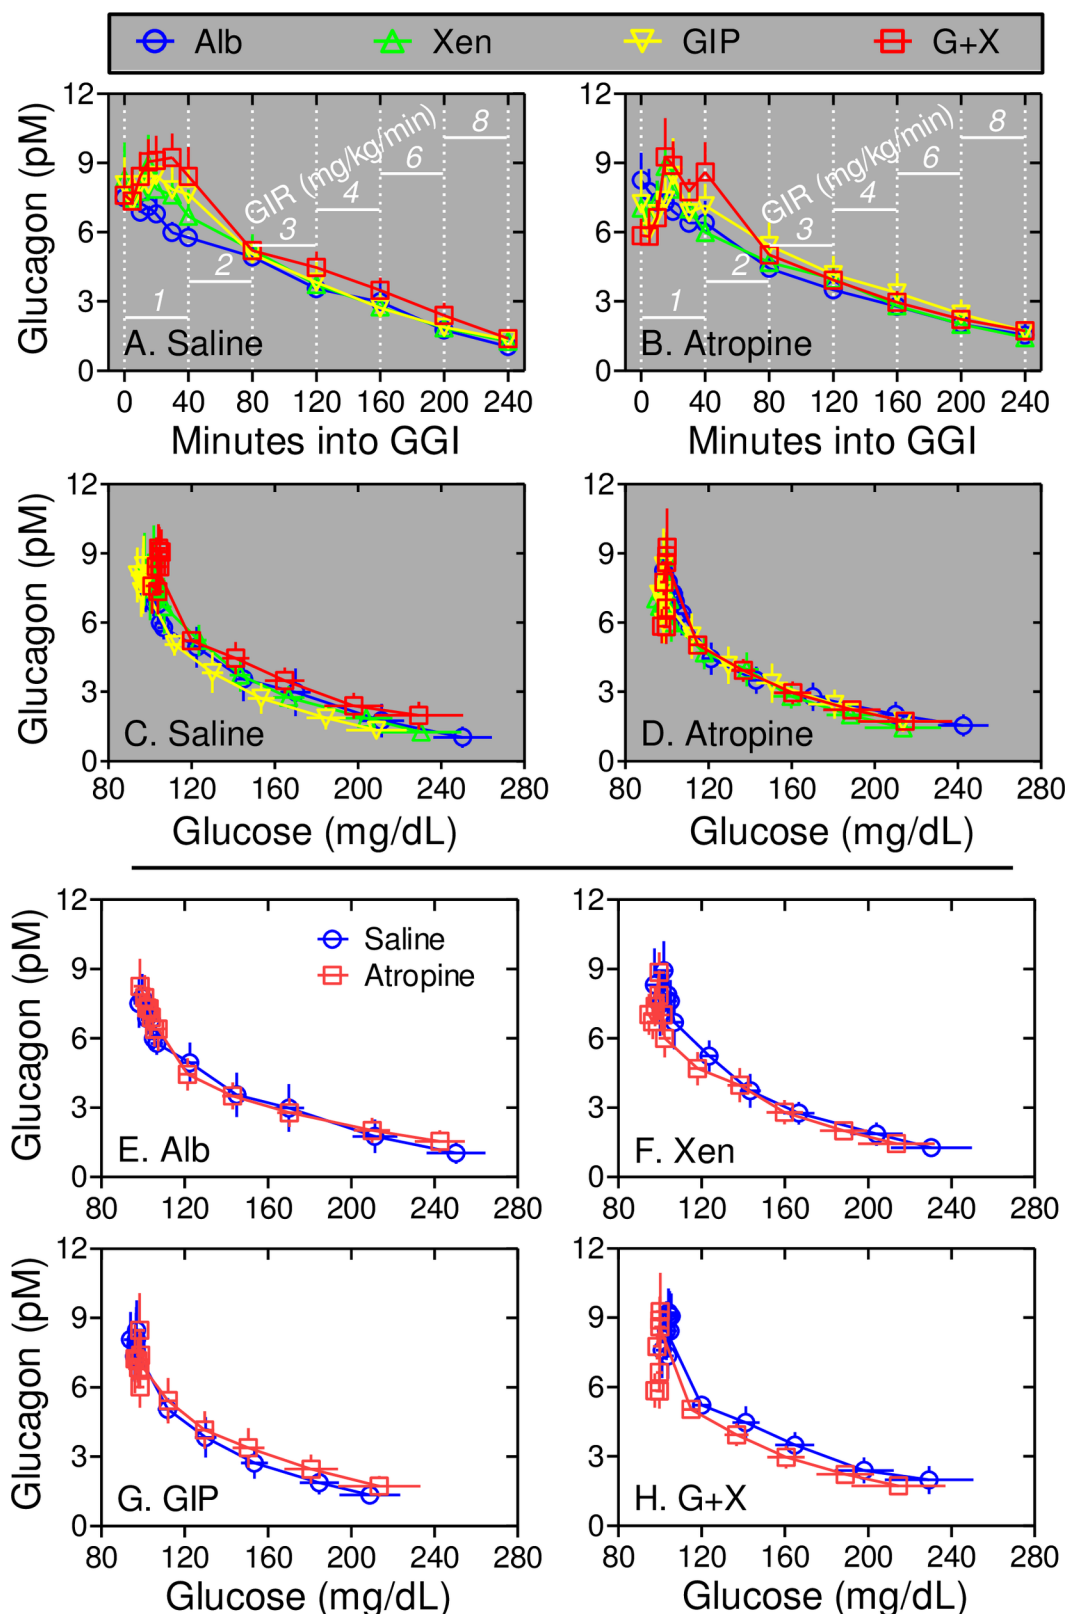 Alb Xen GIP G+X
12 12
9 9
6 6
3 3
0 0
Glucagon (pM)
GIR (mg/kg/min) GIR (mg/kg/min)
1 2 3 4 6 8
1 2 3 4 6 8
A. Saline B. Atropine
0 40 80 120 160 200 240 0 40 80 120 160 200 240
Minutes into GGI Minutes into GGI
12 12
9 9
6 6
3 3
0 0
Glucagon (pM)
C. Saline D. Atropine
80 120 160 200 240 280 80 120 160 200 240 280
Glucose (mg/dL) Glucose (mg/dL)
12 12
9 9
6 6
3 3
0 0
Glucagon (pM)
Saline
Atropine
E. Alb F. Xen
80 120 160 200 240 280 80 120 160 200 240 280
12 12
9 9
6 6
3 3
0 0
Glucagon (pM)
G. GIP H. G+X
80 120 160 200 240 280 80 120 160 200 240 280
Glucose (mg/dL) Glucose (mg/dL)